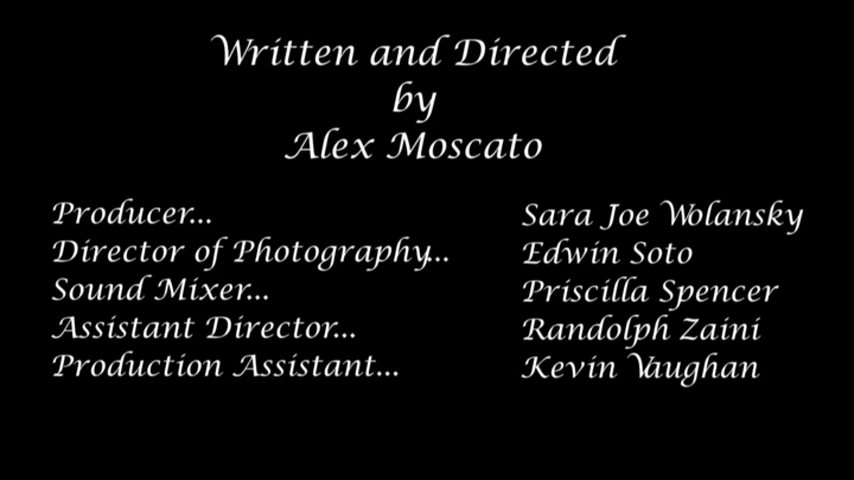 Written and Directed
by
Alex Moscato
Producer... Sara Joe Wolansky
Director of Photography... Edwin Soto
Sound Mixer... Priscilla Spencer
Assistant Director... Randolph Zaini
Production Assistant... Kevin Vaughan